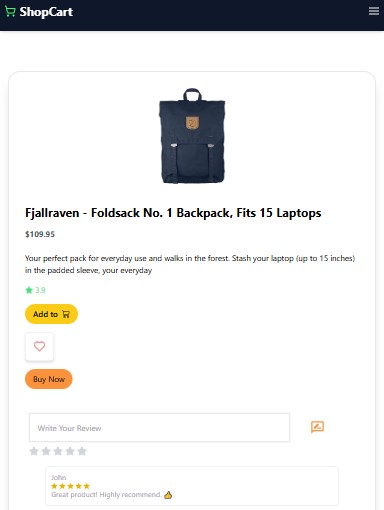 ShopCart
Fjallraven - Foldsack No. 1 Backpack, Fits 15 Laptops
$109.95
Your perfect pack for everyday use and walks in the forest. Stash your laptop (up to 15 inches)
in the padded sleeve, your everyday
3.9
Add to
Buy Now
Write Your Review
John
Great product! Highly recommend. 👍